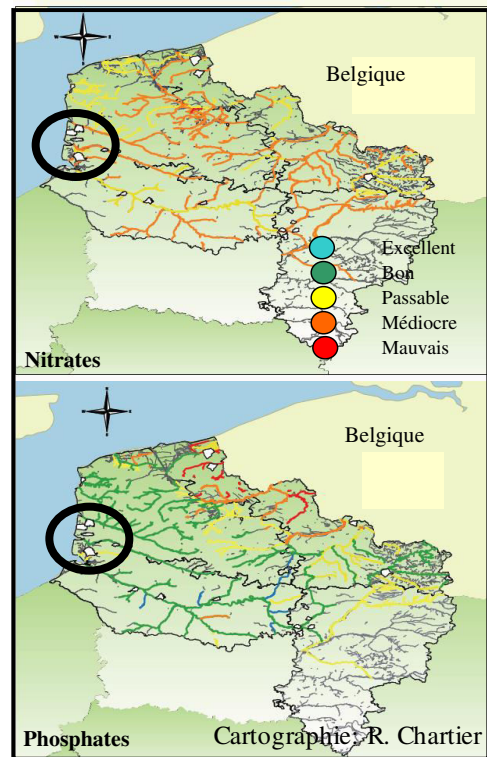 Belgique
Excellent
Bon
Passable
Médiocre
Mauvais
Nitrates
Belgique
Phosphates
Cartographie: R. Chartier